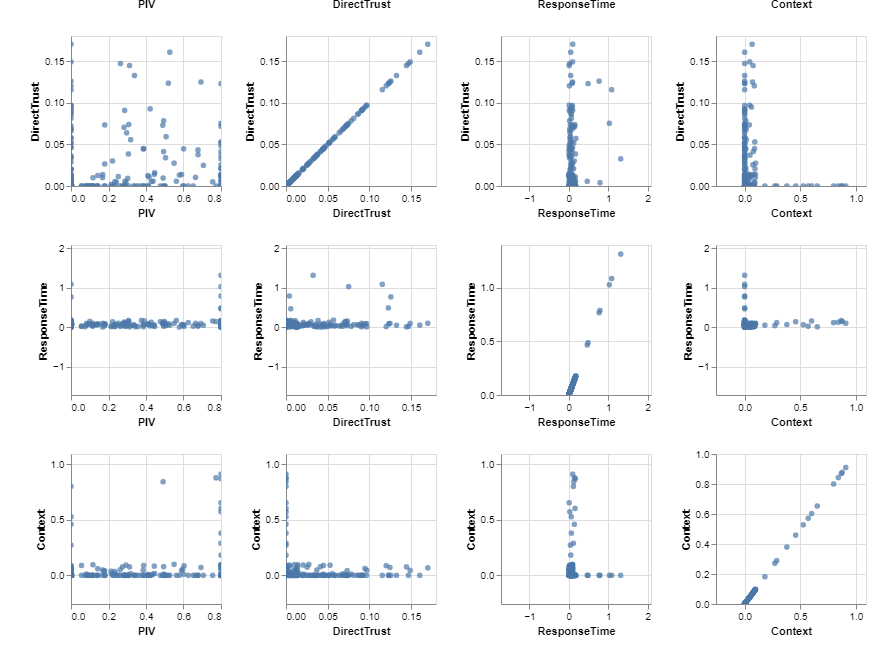 PIV DirectTrust ResponseTime Context
0.15 0.15 0.15 0.15
0.10 0.10 0.10 0.10
DirectTrust DirectTrust DirectTrust DirectTrust
0.05 0.05 0.05 0.05
0.00 0.00 0.00 0.00
0.0 0.2 0.4 0.6 0.8 0.00 0.05 0.10 0.15 −1 0 1 2 0.0 0.5 1.0
PIV DirectTrust ResponseTime Context
2 2 1.0 2
1 1 0.5 1
ResponseTime ResponseTime ResponseTime ResponseTime
0 0 0.0 0
−1 −1 −1
0.0 0.2 0.4 0.6 0.8 0.00 0.05 0.10 0.15 −1 0 1 2 0.0 0.5 1.0
PIV DirectTrust ResponseTime Context
1.0 1.0 1.0 1.0
0.8
0.5 0.5 0.5 0.6
Context Context Context Context
0.4
0.0 0.0 0.0 0.2
0.0
0.0 0.2 0.4 0.6 0.8 0.00 0.05 0.10 0.15 −1 0 1 2 0.0 0.5 1.0
PIV DirectTrust ResponseTime Context